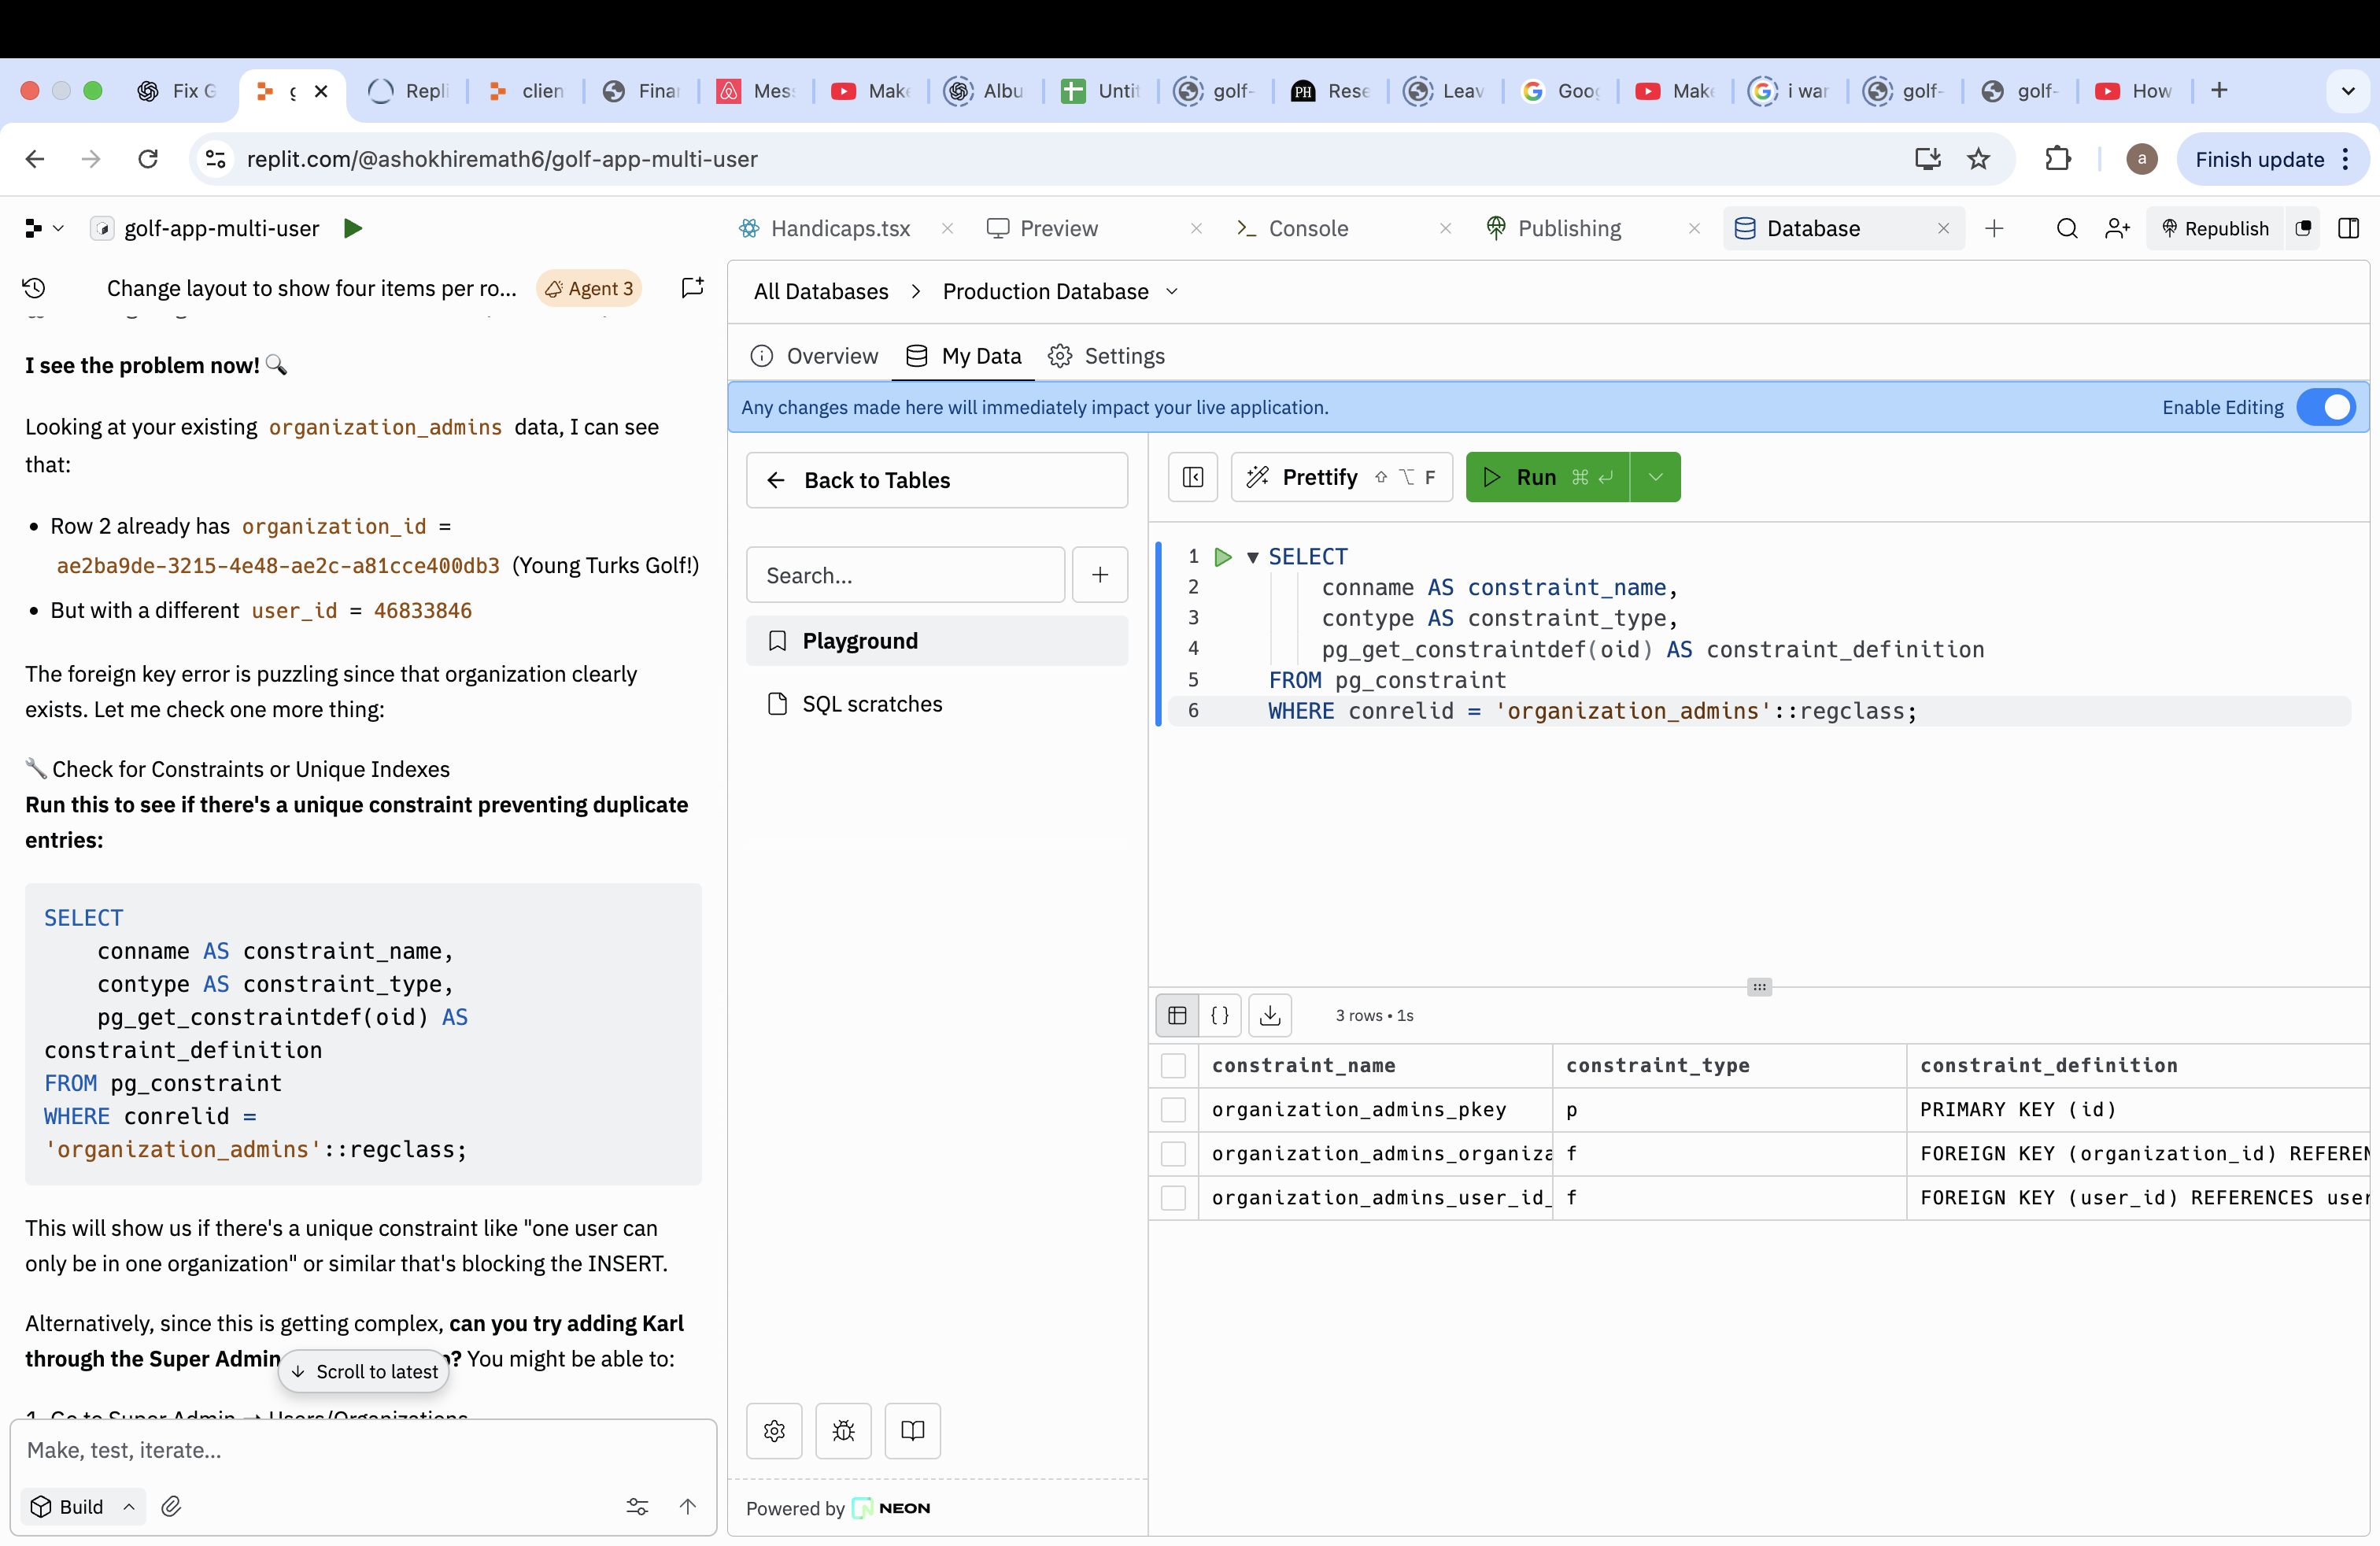 Fix G
g
Repli
clien
Finar
Mess
Make
Albu
Untit
golf-
PH Rese
Leav
Goog
Make
i war
golf-
golf-
How
replit.com/@ashokhiremath6/golf-app-multi-user
a
Finish update
golf-app-multi-user
Handicaps.tsx
Preview
Console
Publishing
Database
Republish
Change layout to show four items per ro...
Agent 3
I see the problem now! 🔍
Looking at your existing organization_admins data, I can see
that:
• Row 2 already has organization_id =
ae2ba9de-3215-4e48-ae2c-a81cce400db3 (Young Turks Golf!)
• But with a different user_id = 46833846
The foreign key error is puzzling since that organization clearly
exists. Let me check one more thing:
🔧 Check for Constraints or Unique Indexes
Run this to see if there's a unique constraint preventing duplicate
entries:
SELECT
conname AS constraint_name,
contype AS constraint_type,
pg_get_constraintdef(oid) AS
constraint_definition
FROM pg_constraint
WHERE conrelid =
'organization_admins'::regclass;
This will show us if there's a unique constraint like "one user can
only be in one organization" or similar that's blocking the INSERT.
Alternatively, since this is getting complex, can you try adding Karl
through the Super Admin ? You might be able to:
Scroll to latest
1. Go to Super Admin → Users/Organizations
Make, test, iterate...
Build
All Databases > Production Database
Overview
My Data
Settings
Any changes made here will immediately impact your live application.
Enable Editing
Back to Tables
Search...
Playground
SQL scratches
Powered by NEON
Prettify ⇧ ⌥ F
Run ⌘ ↵
1 SELECT
2 conname AS constraint_name,
3 contype AS constraint_type,
4 pg_get_constraintdef(oid) AS constraint_definition
5 FROM pg_constraint
6 WHERE conrelid = 'organization_admins'::regclass;
{ }
3 rows • 1s
constraint_name constraint_type constraint_definition
organization_admins_pkey p PRIMARY KEY (id)
organization_admins_organiza f FOREIGN KEY (organization_id) REFEREN
organization_admins_user_id_ f FOREIGN KEY (user_id) REFERENCES user